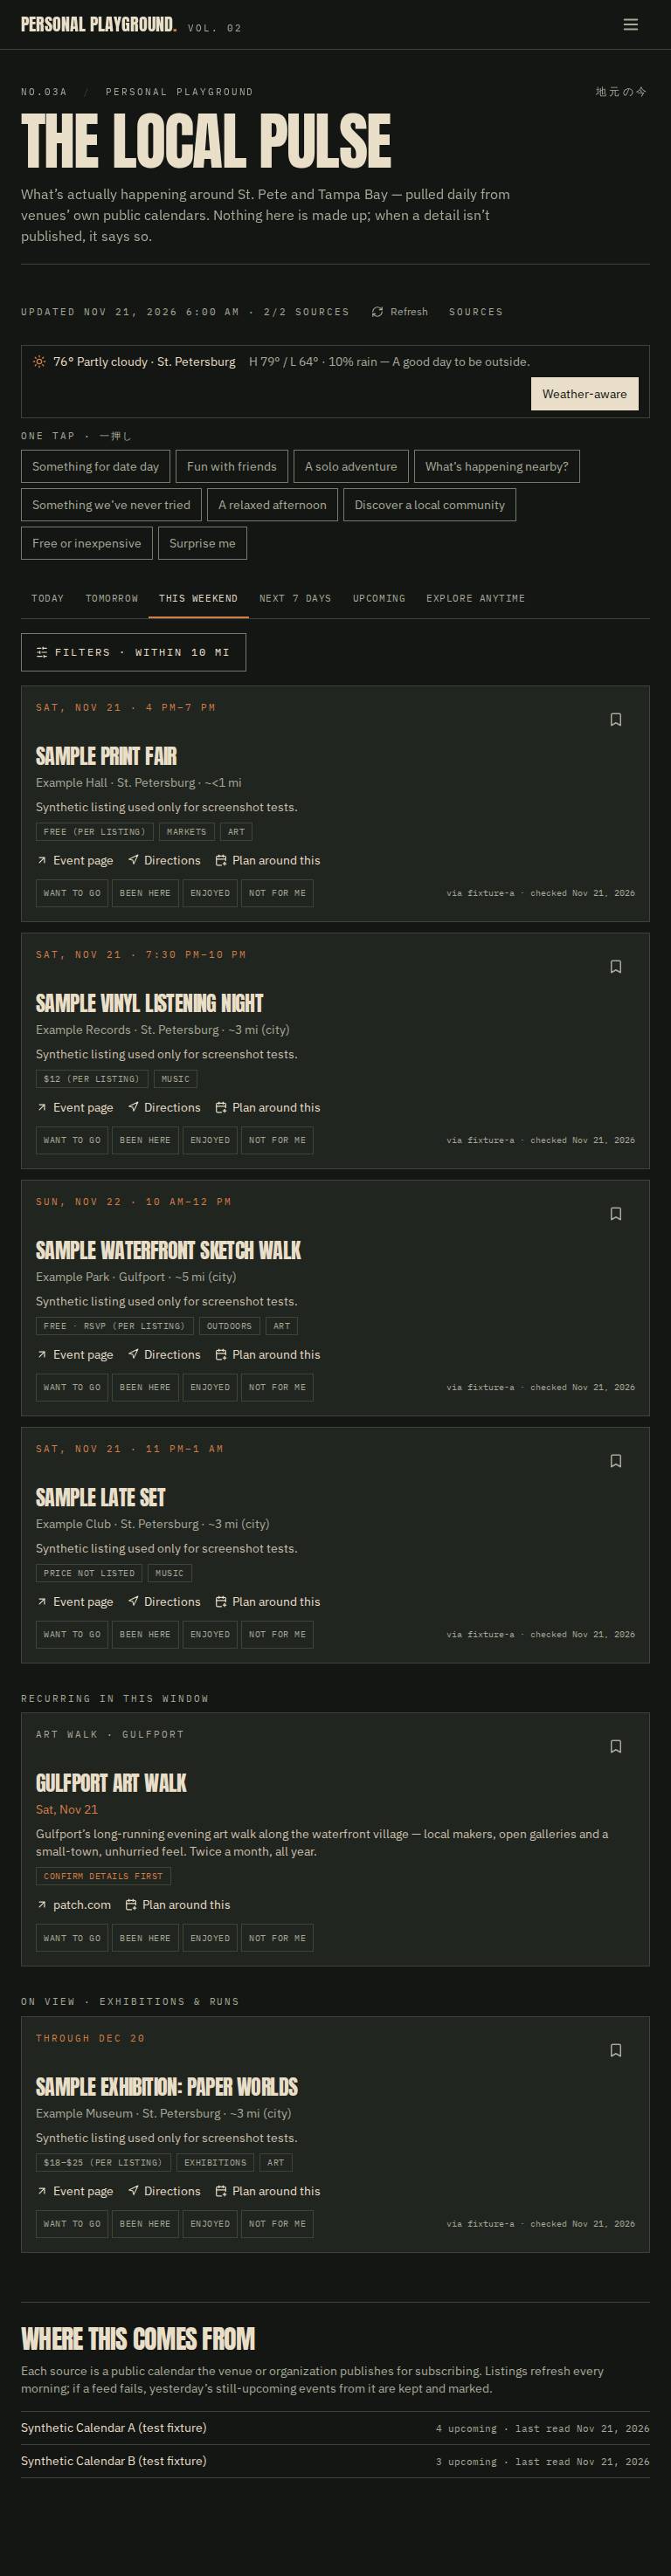 PERSONAL PLAYGROUND. VOL. 02
NO.03A / PERSONAL PLAYGROUND 地元の今
THE LOCAL PULSE
What’s actually happening around St. Pete and Tampa Bay — pulled daily from
venues’ own public calendars. Nothing here is made up; when a detail isn’t
published, it says so.
UPDATED NOV 21, 2026 6:00 AM · 2/2 SOURCES Refresh SOURCES
76° Partly cloudy · St. Petersburg H 79° / L 64° · 10% rain — A good day to be outside.
Weather-aware
ONE TAP · 一押し
Something for date day Fun with friends A solo adventure What’s happening nearby?
Something we’ve never tried A relaxed afternoon Discover a local community
Free or inexpensive Surprise me
TODAY TOMORROW THIS WEEKEND NEXT 7 DAYS UPCOMING EXPLORE ANYTIME
FILTERS · WITHIN 10 MI
SAT, NOV 21 · 4 PM–7 PM
SAMPLE PRINT FAIR
Example Hall · St. Petersburg · ~<1 mi
Synthetic listing used only for screenshot tests.
FREE (PER LISTING) MARKETS ART
Event page Directions Plan around this
WANT TO GO BEEN HERE ENJOYED NOT FOR ME via fixture-a · checked Nov 21, 2026
SAT, NOV 21 · 7:30 PM–10 PM
SAMPLE VINYL LISTENING NIGHT
Example Records · St. Petersburg · ~3 mi (city)
Synthetic listing used only for screenshot tests.
$12 (PER LISTING) MUSIC
Event page Directions Plan around this
WANT TO GO BEEN HERE ENJOYED NOT FOR ME via fixture-a · checked Nov 21, 2026
SUN, NOV 22 · 10 AM–12 PM
SAMPLE WATERFRONT SKETCH WALK
Example Park · Gulfport · ~5 mi (city)
Synthetic listing used only for screenshot tests.
FREE · RSVP (PER LISTING) OUTDOORS ART
Event page Directions Plan around this
WANT TO GO BEEN HERE ENJOYED NOT FOR ME via fixture-a · checked Nov 21, 2026
SAT, NOV 21 · 11 PM–1 AM
SAMPLE LATE SET
Example Club · St. Petersburg · ~3 mi (city)
Synthetic listing used only for screenshot tests.
PRICE NOT LISTED MUSIC
Event page Directions Plan around this
WANT TO GO BEEN HERE ENJOYED NOT FOR ME via fixture-a · checked Nov 21, 2026
RECURRING IN THIS WINDOW
ART WALK · GULFPORT
GULFPORT ART WALK
Sat, Nov 21
Gulfport’s long-running evening art walk along the waterfront village — local makers, open galleries and a
small-town, unhurried feel. Twice a month, all year.
CONFIRM DETAILS FIRST
patch.com Plan around this
WANT TO GO BEEN HERE ENJOYED NOT FOR ME
ON VIEW · EXHIBITIONS & RUNS
THROUGH DEC 20
SAMPLE EXHIBITION: PAPER WORLDS
Example Museum · St. Petersburg · ~3 mi (city)
Synthetic listing used only for screenshot tests.
$18–$25 (PER LISTING) EXHIBITIONS ART
Event page Directions Plan around this
WANT TO GO BEEN HERE ENJOYED NOT FOR ME via fixture-a · checked Nov 21, 2026
WHERE THIS COMES FROM
Each source is a public calendar the venue or organization publishes for subscribing. Listings refresh every
morning; if a feed fails, yesterday’s still-upcoming events from it are kept and marked.
Synthetic Calendar A (test fixture) 4 upcoming · last read Nov 21, 2026
Synthetic Calendar B (test fixture) 3 upcoming · last read Nov 21, 2026